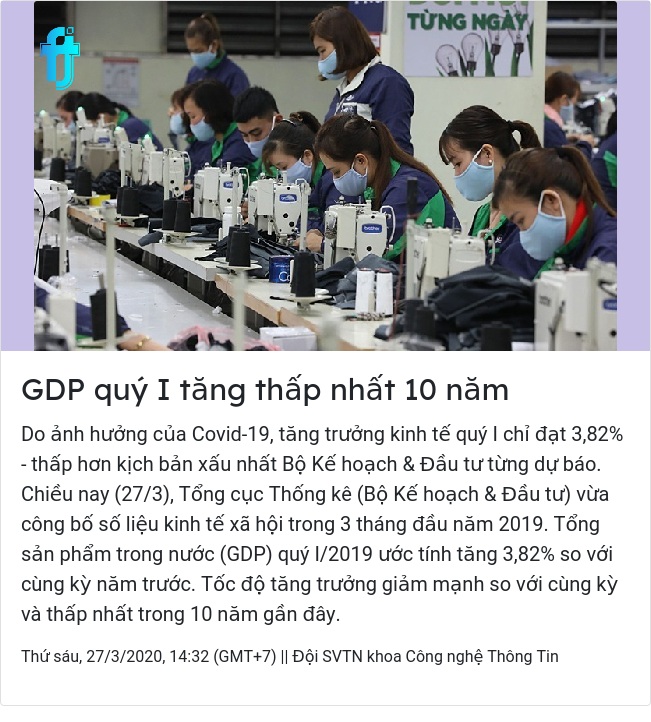 TỪNG NGÀY
GDP quý I tăng thấp nhất 10 năm
Do ảnh hưởng của Covid-19, tăng trưởng kinh tế quý I chỉ đạt 3,82%
- thấp hơn kịch bản xấu nhất Bộ Kế hoạch & Đầu tư từng dự báo.
Chiều nay (27/3), Tổng cục Thống kê (Bộ Kế hoạch & Đầu tư) vừa
công bố số liệu kinh tế xã hội trong 3 tháng đầu năm 2019. Tổng
sản phẩm trong nước (GDP) quý I/2019 ước tính tăng 3,82% so với
cùng kỳ năm trước. Tốc độ tăng trưởng giảm mạnh so với cùng kỳ
và thấp nhất trong 10 năm gần đây.
Thứ sáu, 27/3/2020, 14:32 (GMT+7) || Đội SVTN khoa Công nghệ Thông Tin